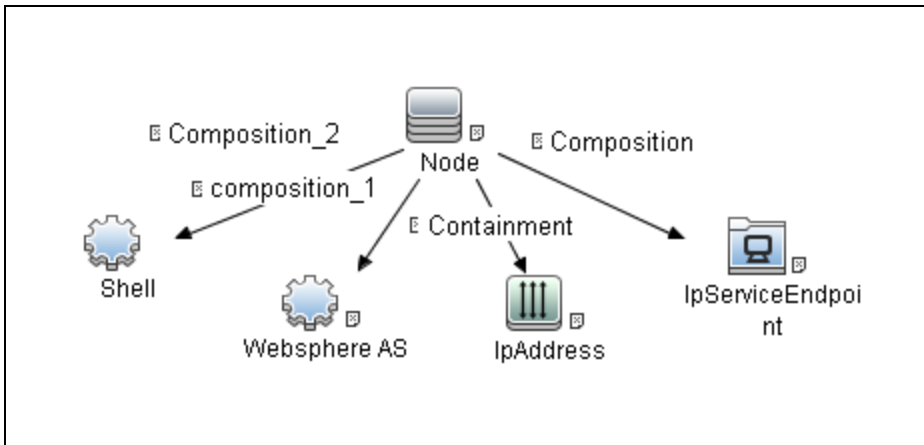 Composition_2
Composition
Node
composition_1
Containment
Shell
IpServiceEndpoi
nt
Websphere AS
IpAddress